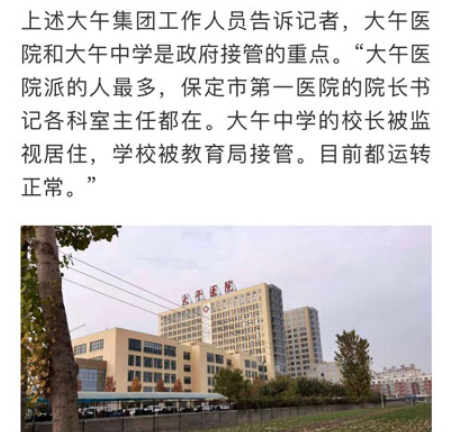 上述大午集团工作人员告诉记者，大午医
院和大午中学是政府接管的重点。“大午医
院派的人最多，保定市第一医院的院长书
记各科室主任都在。大午中学的校长被监
视居住，学校被教育局接管。目前都运转
正常。”
大午医院